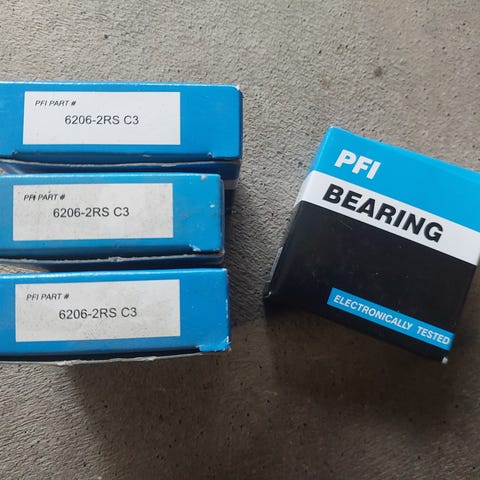 PFI PART #
6206-2RS C3
PFI PART #
6206-2RS C3
PFI PART #
6206-2RS C3
PFI
BEARING
ELECTRONICALLY TESTED